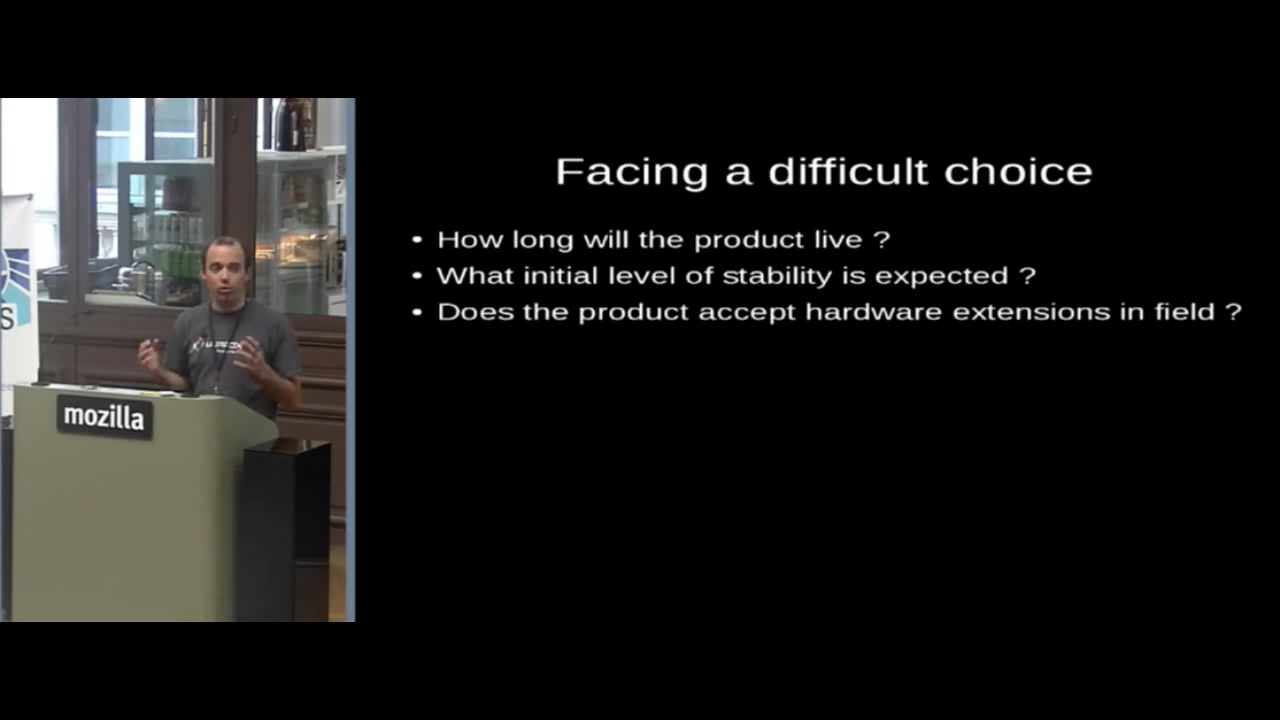 Facing a difficult choice
• How long will the product live ?
• What initial level of stability is expected ?
• Does the product accept hardware extensions in field ?
mozilla
S